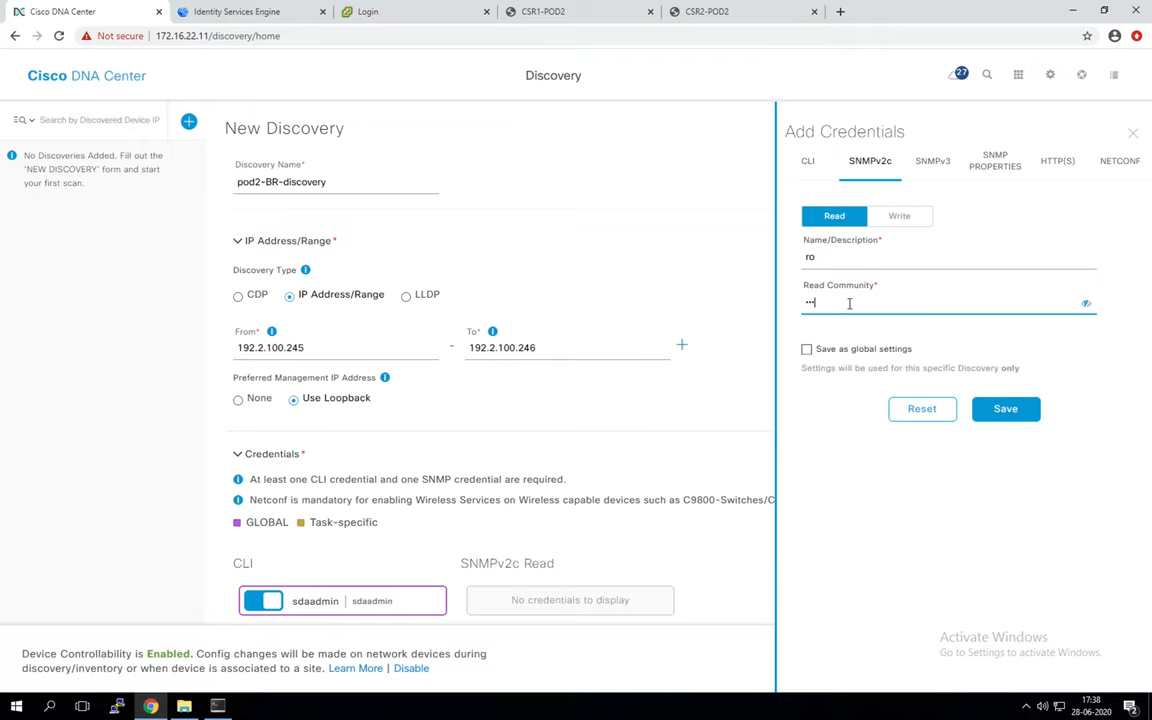 Cisco DNA Center
Identity Services Engine
Login
CSR1-POD2
CSR2-POD2
Not secure
172.16.22.11/discovery/home
Cisco DNA Center
Discovery
27
Search by Discovered Device IP
No Discoveries Added. Fill out the
"NEW DISCOVERY" form and start
your first scan.
New Discovery
Discovery Name*
pod2-BR-discovery
IP Address/Range*
Discovery Type
CDP
IP Address/Range
LLDP
From*
To*
192.2.100.245
-
192.2.100.246
Preferred Management IP Address
None
Use Loopback
Credentials*
At least one CLI credential and one SNMP credential are required.
Netconf is mandatory for enabling Wireless Services on Wireless capable devices such as C9800-Switches/C
GLOBAL
Task-specific
CLI
SNMPv2c Read
sdaadmin | sdaadmin
No credentials to display
Device Controllability is Enabled. Config changes will be made on network devices during
discovery/inventory or when device is associated to a site. Learn More | Disable
Add Credentials
CLI
SNMPv2c
SNMPv3
SNMP
PROPERTIES
HTTP(S)
NETCONF
Read
Write
Name/Description*
ro
Read Community*
Save as global settings
Settings will be used for this specific Discovery only
Reset
Save
Activate Windows
Go to Settings to activate Windows.
17:38
28-06-2020
2